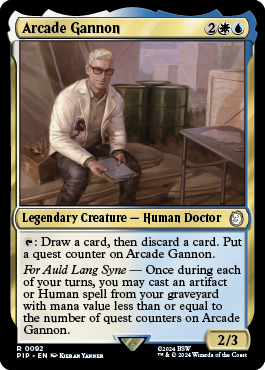 Arcade Gannon 2
Legendary Creature — Human Doctor
: Draw a card, then discard a card. Put
a quest counter on Arcade Gannon.
For Auld Lang Syne — Once during each
of your turns, you may cast an artifact
or Human spell from your graveyard
with mana value less than or equal to
the number of quest counters on Arcade
Gannon.
2/3
R 0092
PIP • EN Kieran Yanner
©2024 BSW
™ & © 2024 Wizards of the Coast